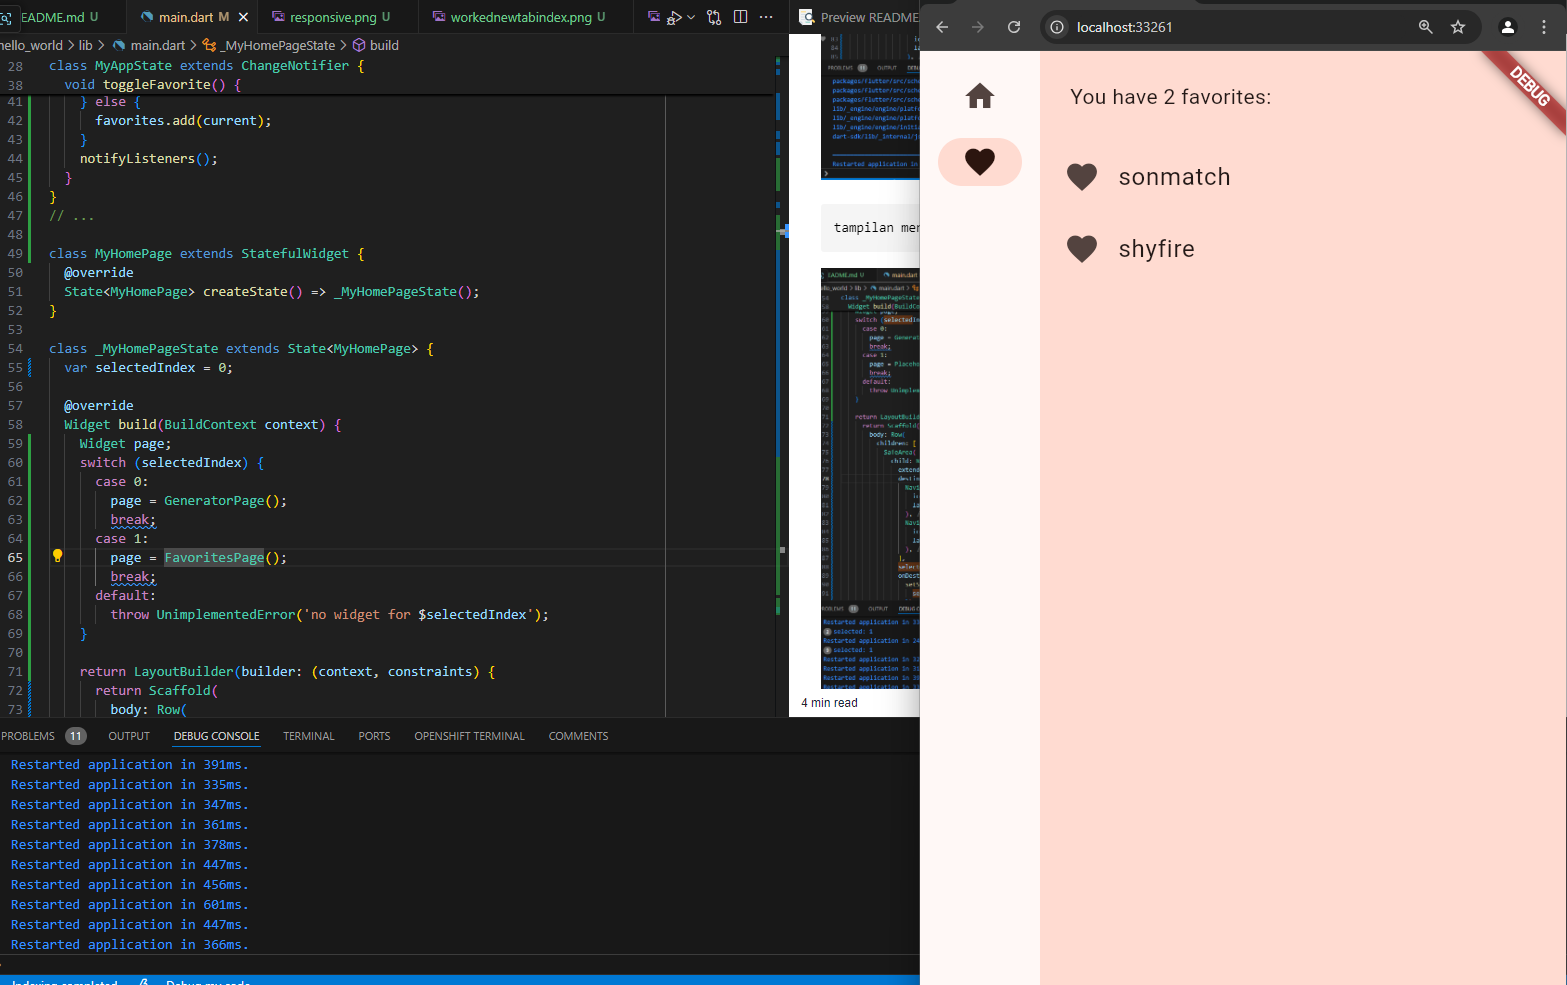 EADME.md U
main.dart M
responsive.png U
workednewtabindex.png U
Preview README
localhost:33261
hello_world > lib > main.dart > _MyHomePageState > build
28 class MyAppState extends ChangeNotifier {
38 void toggleFavorite() {
41 } else {
42 favorites.add(current);
43 }
44 notifyListeners();
45 }
46 }
47 // ...
48
49 class MyHomePage extends StatefulWidget {
50 @override
51 State<MyHomePage> createState() => _MyHomePageState();
52 }
53
54 class _MyHomePageState extends State<MyHomePage> {
55 var selectedIndex = 0;
56
57 @override
58 Widget build(BuildContext context) {
59 Widget page;
60 switch (selectedIndex) {
61 case 0:
62 page = GeneratorPage();
63 break;
64 case 1:
65 page = FavoritesPage();
66 break;
67 default:
68 throw UnimplementedError('no widget for $selectedIndex');
69 }
70
71 return LayoutBuilder(builder: (context, constraints) {
72 return Scaffold(
73 body: Row(
PROBLEMS 11 OUTPUT DEBUG CONSOLE TERMINAL PORTS OPENSHIFT TERMINAL COMMENTS
Restarted application in 391ms.
Restarted application in 335ms.
Restarted application in 347ms.
Restarted application in 361ms.
Restarted application in 378ms.
Restarted application in 447ms.
Restarted application in 456ms.
Restarted application in 601ms.
Restarted application in 447ms.
Restarted application in 366ms.
Indexing completed
Debug my code
Restarted application in
tampilan mer
4 min read
DEBUG
You have 2 favorites:
sonmatch
shyfire